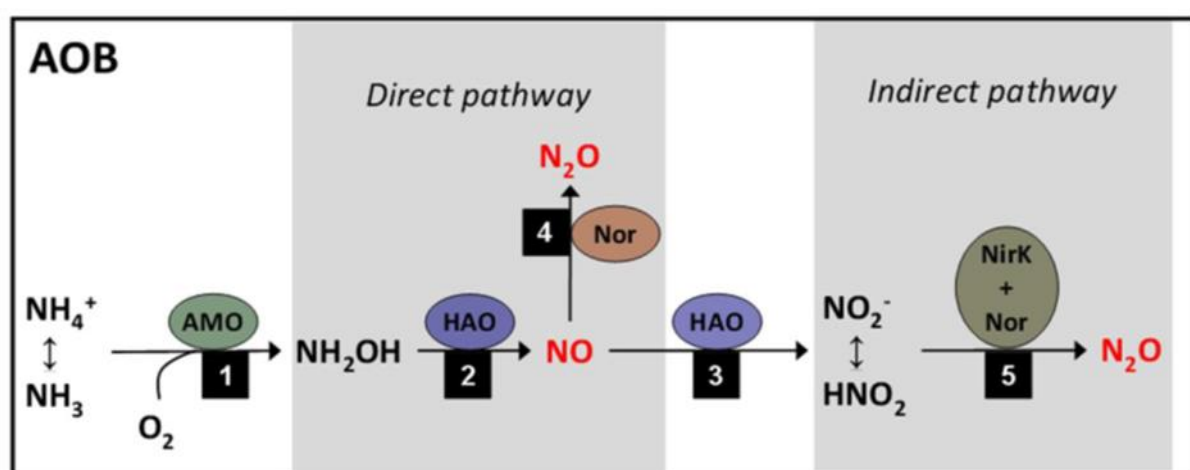 AOB
Direct pathway
Indirect pathway
N₂O
4
Nor
NirK
+
Nor
NH₄⁺
NH₃
O₂
AMO
1
NH₂OH
HAO
2
NO
HAO
3
NO₂⁻
HNO₂
5
N₂O